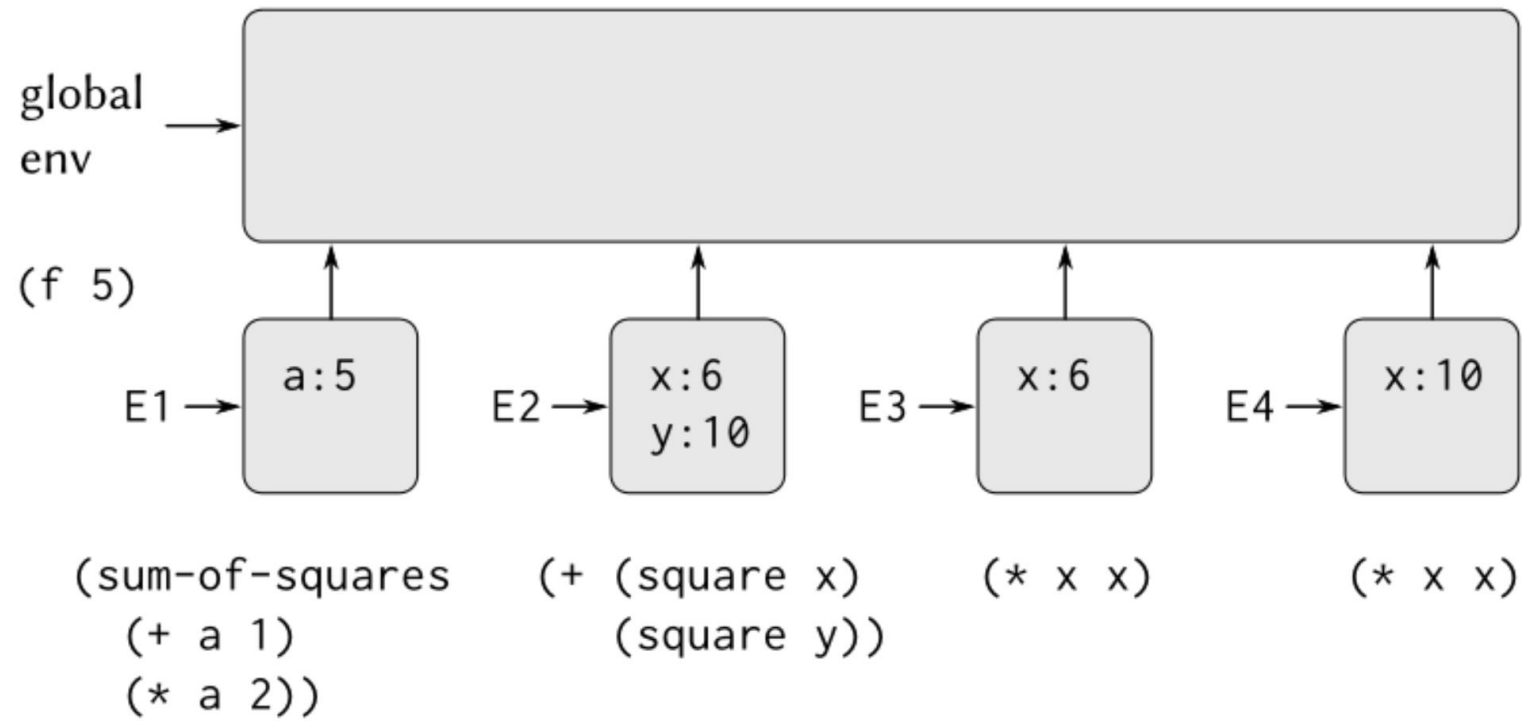 global
env
(f 5)
E1
a:5
E2
x:6
y:10
E3
x:6
E4
x:10
(sum-of-squares
(+ a 1)
(* a 2))
(+ (square x)
(square y))
(* x x)
(* x x)